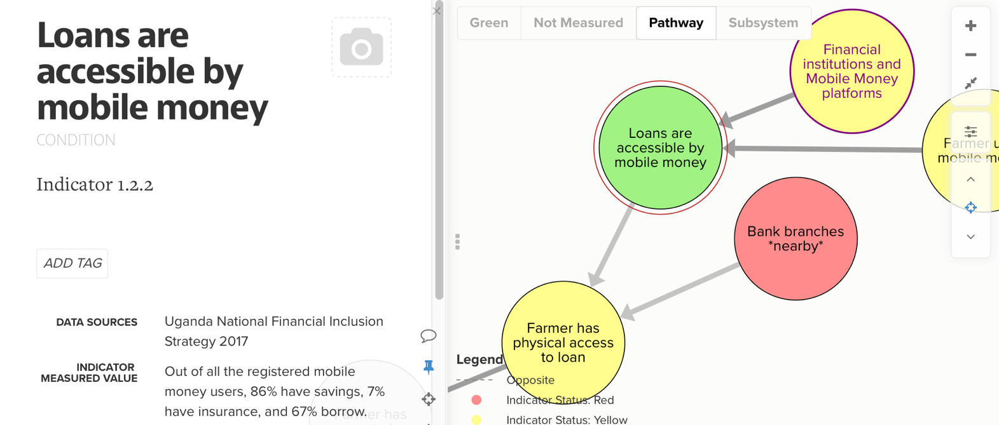 Loans are
accessible by
mobile money
CONDITION
Indicator 1.2.2
ADD TAG
DATA SOURCES
Uganda National Financial Inclusion
Strategy 2017
INDICATOR
MEASURED VALUE
Out of all the registered mobile
money users, 86% have savings, 7%
have insurance, and 67% borrow.
Farmer has
Green
Not Measured
Pathway
Subsystem
Financial
institutions and
Mobile Money
platforms
Loans are
accessible by
mobile money
Farmer u
mobile m
Bank branches
*nearby*
Farmer has
physical access
to loan
Legend
Opposite
Indicator Status: Red
Indicator Status: Yellow